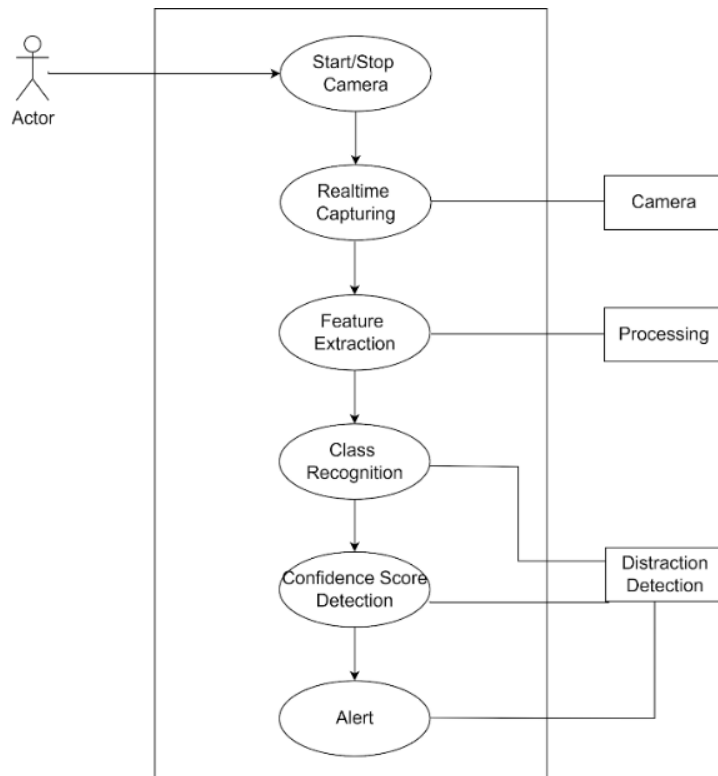 Start/Stop
Camera
Actor
Realtime
Capturing
Camera
Feature
Extraction
Processing
Class
Recognition
Confidence Score
Detection
Distraction
Detection
Alert